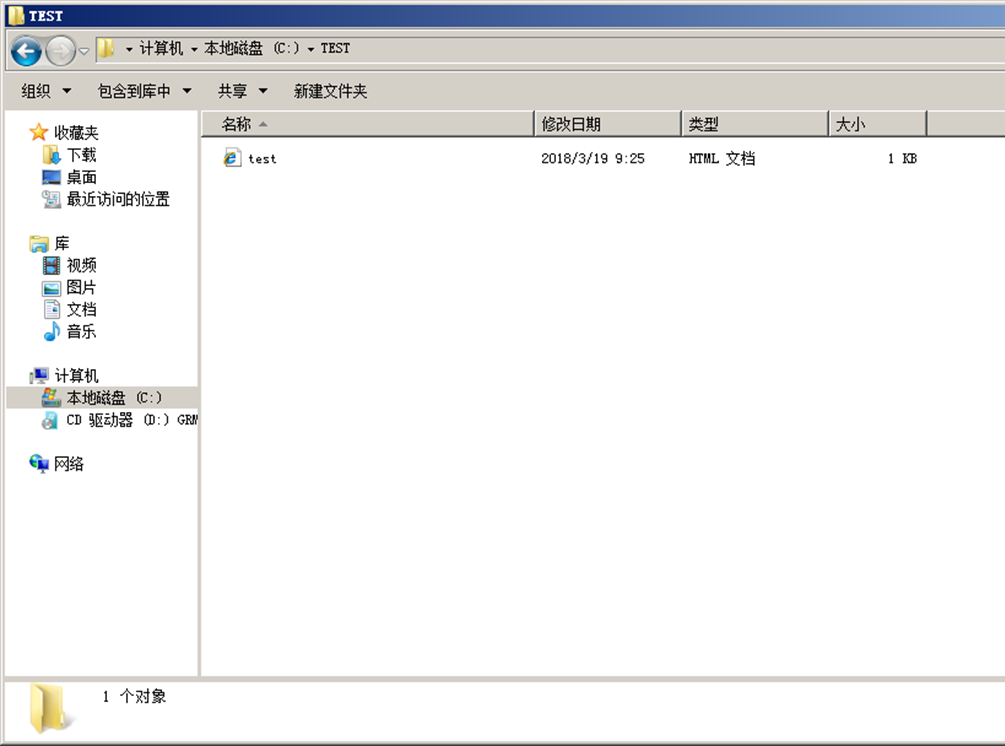 TEST
计算机 本地磁盘 (C:) TEST
组织 包含到库中 共享 新建文件夹
收藏夹
下载
桌面
最近访问的位置
库
视频
图片
文档
音乐
计算机
本地磁盘 (C:)
CD 驱动器 (D:) GRM
网络
名称 修改日期 类型 大小
test 2018/3/19 9:25 HTML 文档 1 KB
1 个对象